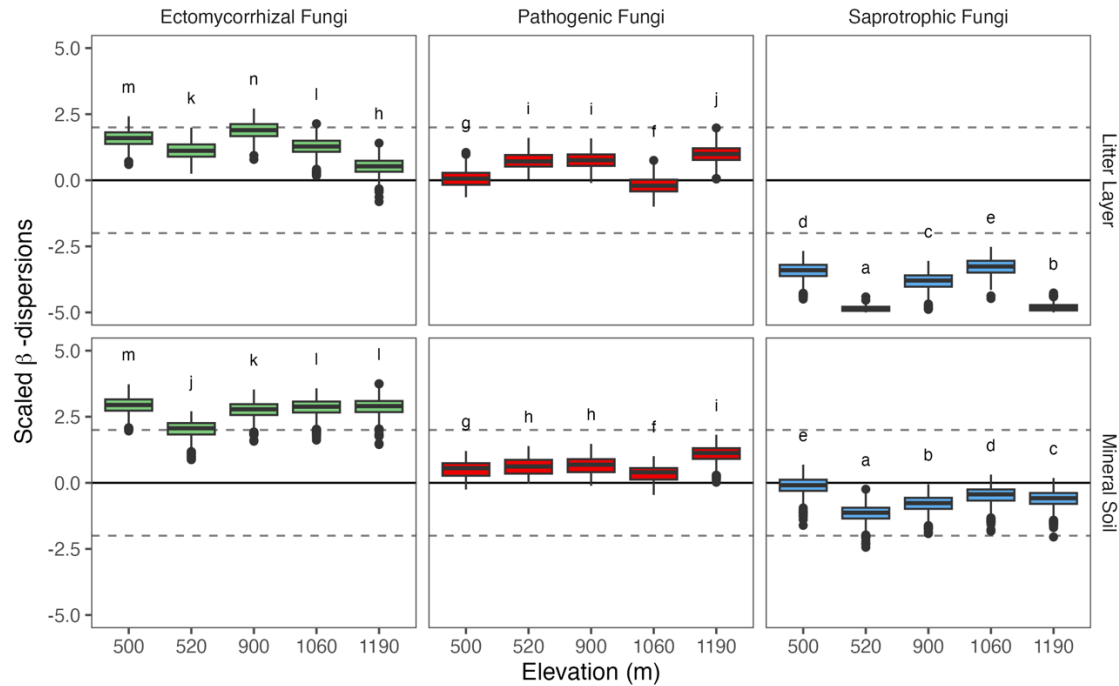 Ectomycorrhizal Fungi Pathogenic Fungi Saprotrophic Fungi
5.0
2.5
0.0
-2.5
-5.0
m k n l h
g i i f j
d a c e b
Litter Layer
5.0
2.5
0.0
-2.5
-5.0
m j k l l
g h h f i
e a b d c
Mineral Soil
Scaled β -dispersions
500 520 900 1060 1190 500 520 900 1060 1190 500 520 900 1060 1190
Elevation (m)